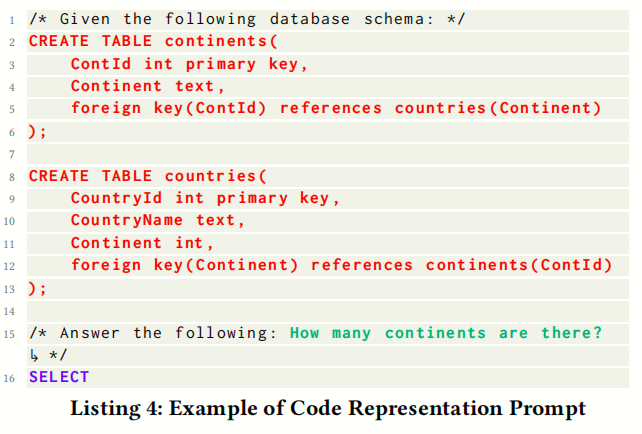 1 /* Given the following database schema: */
2 CREATE TABLE continents(
3     ContId int primary key,
4     Continent text,
5     foreign key(ContId) references countries(Continent)
6 );
7
8 CREATE TABLE countries(
9     CountryId int primary key,
10     CountryName text,
11     Continent int,
12     foreign key(Continent) references continents(ContId)
13 );
14
15 /* Answer the following: How many continents are there?
↳ */
16 SELECT
Listing 4: Example of Code Representation Prompt